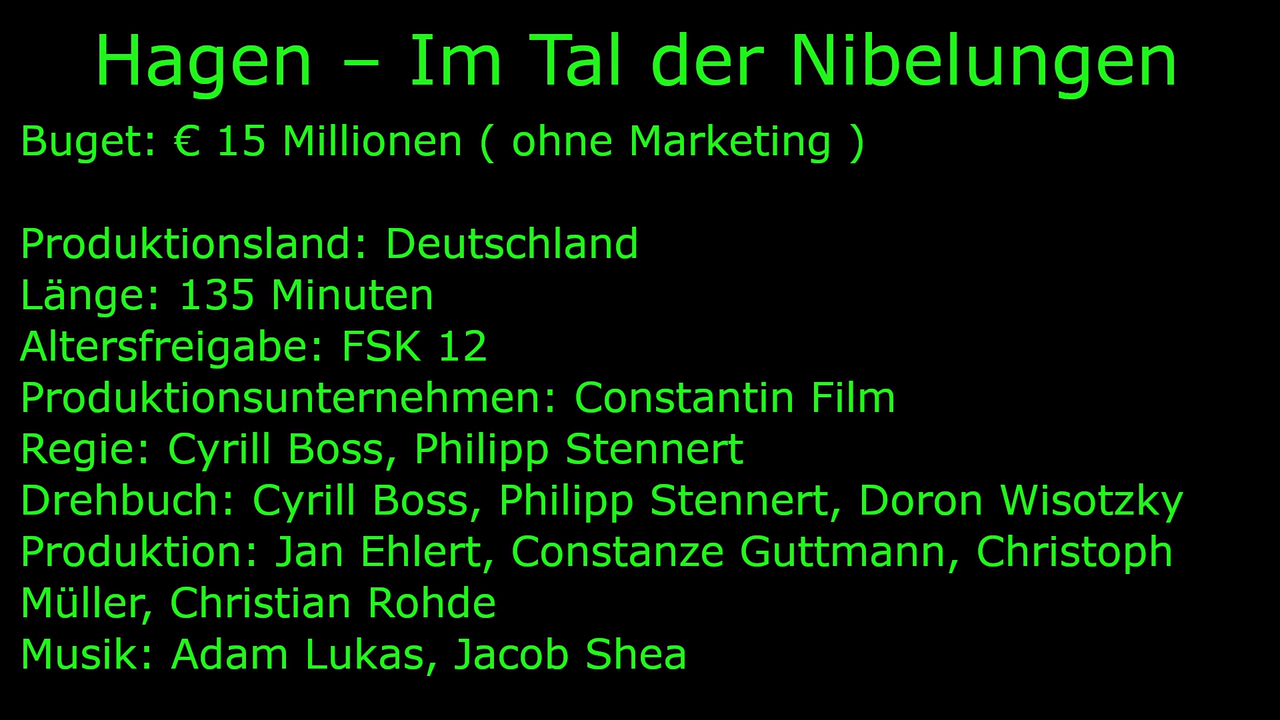 Hagen – Im Tal der Nibelungen
Buget: € 15 Millionen ( ohne Marketing )
Produktionsland: Deutschland
Länge: 135 Minuten
Altersfreigabe: FSK 12
Produktionsunternehmen: Constantin Film
Regie: Cyrill Boss, Philipp Stennert
Drehbuch: Cyrill Boss, Philipp Stennert, Doron Wisotzky
Produktion: Jan Ehlert, Constanze Guttmann, Christoph
Müller, Christian Rohde
Musik: Adam Lukas, Jacob Shea